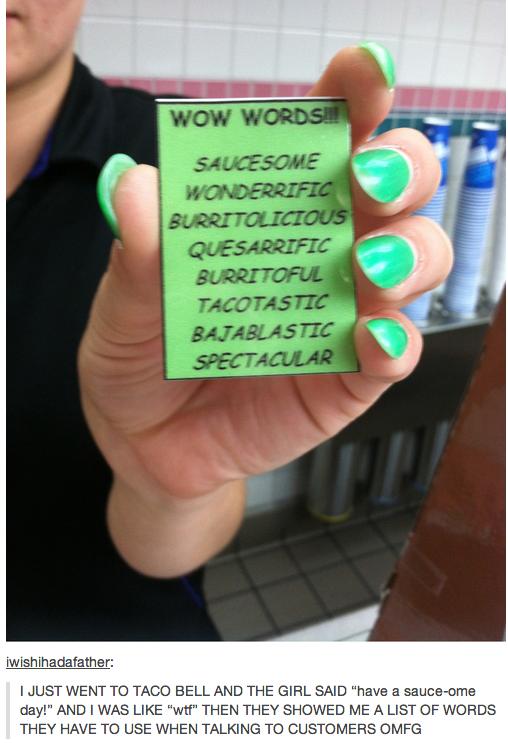 WOW WORDS!!!
SAUCESOME
WONDERRIFIC
BURRITOLICIOUS
QUESARRIFIC
BURRITOFUL
TACOTASTIC
BAJABLASTIC
SPECTACULAR
iwishihadafather:
I JUST WENT TO TACO BELL AND THE GIRL SAID “have a sauce-ome
day!” AND I WAS LIKE “wtf” THEN THEY SHOWED ME A LIST OF WORDS
THEY HAVE TO USE WHEN TALKING TO CUSTOMERS OMFG